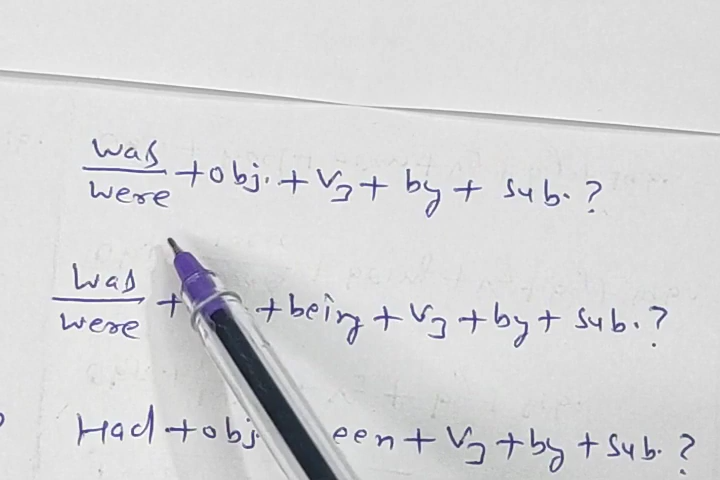 was
were +obj. + V3 + by + sub. ?
was
were + + being + V3 + by + sub. ?
Had + obj een + V3 + by + sub. ?